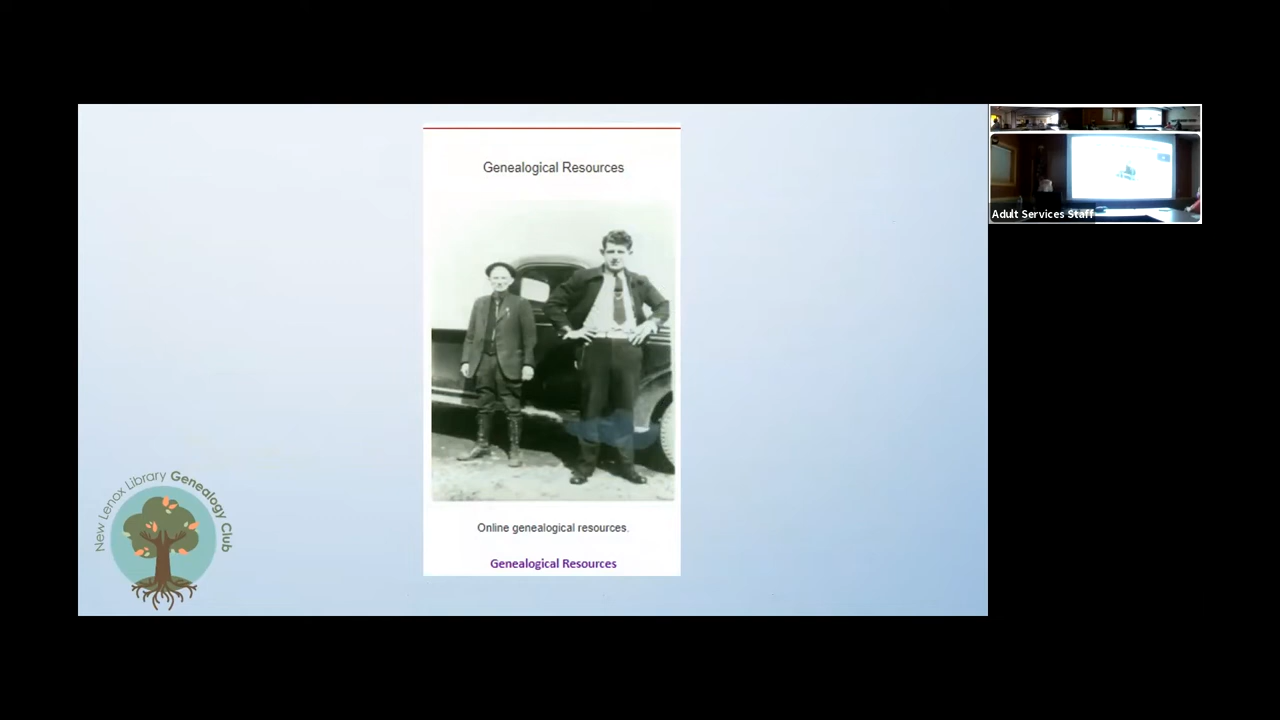 Genealogical Resources
Online genealogical resources.
Genealogical Resources
New Lenox Library Genealogy Club
Adult Services Staff